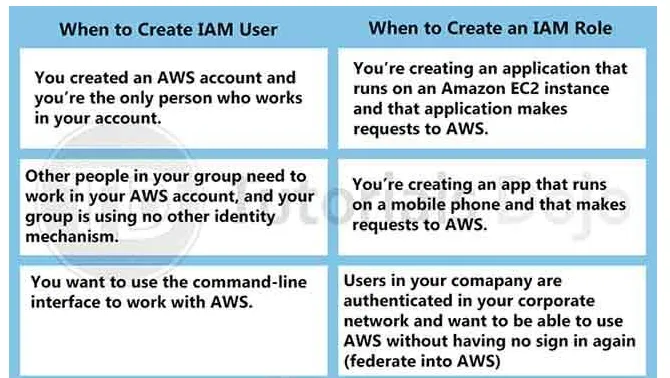 When to Create IAM User
When to Create an IAM Role
You created an AWS account and
you're the only person who works
in your account.
You're creating an application that
runs on an Amazon EC2 instance
and that application makes
requests to AWS.
Other people in your group need to
work in your AWS account, and your
group is using no other identity
mechanism.
You're creating an app that runs
on a mobile phone and that makes
requests to AWS.
You want to use the command-line
interface to work with AWS.
Users in your comapany are
authenticated in your corporate
network and want to be able to use
AWS without having no sign in again
(federate into AWS)
Tutorials Dojo